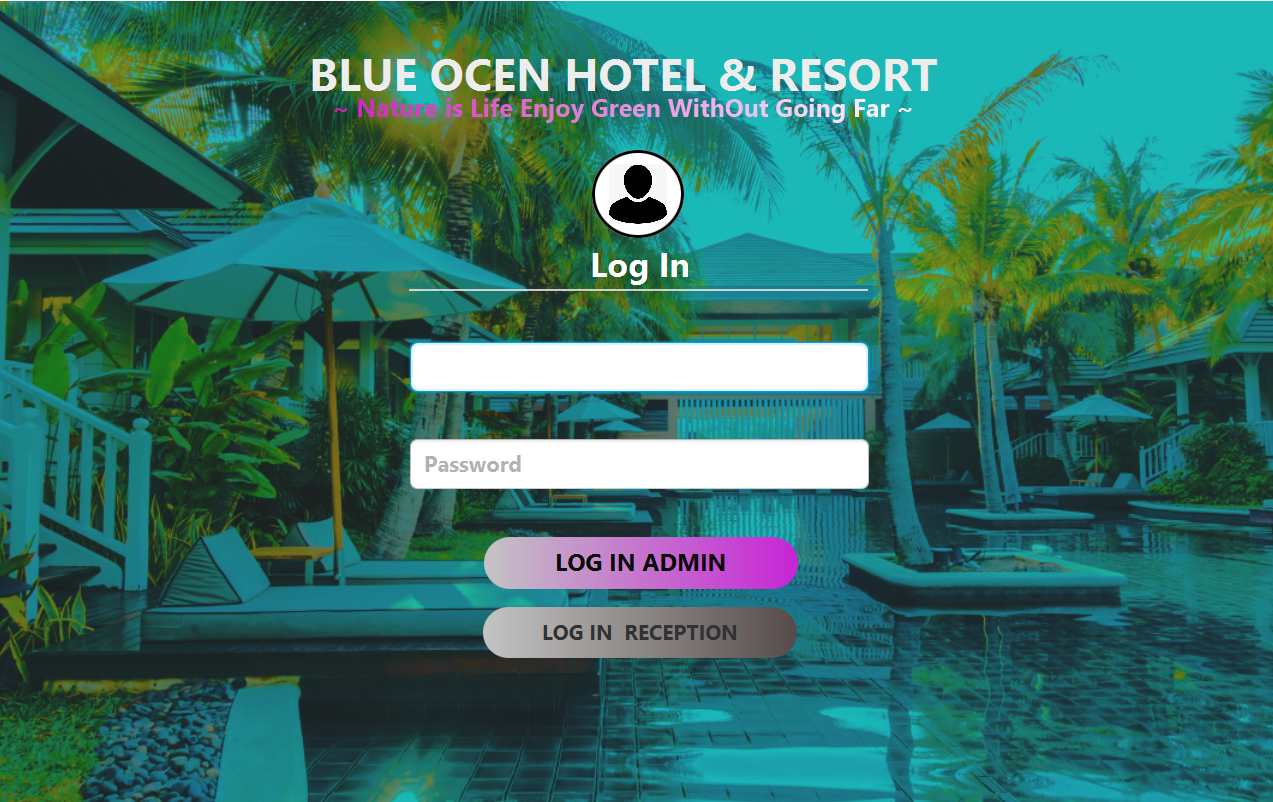 BLUE OCEN HOTEL & RESORT
~ Nature is Life Enjoy Green WithOut Going Far ~
Log In
Password
LOG IN ADMIN
LOG IN  RECEPTION